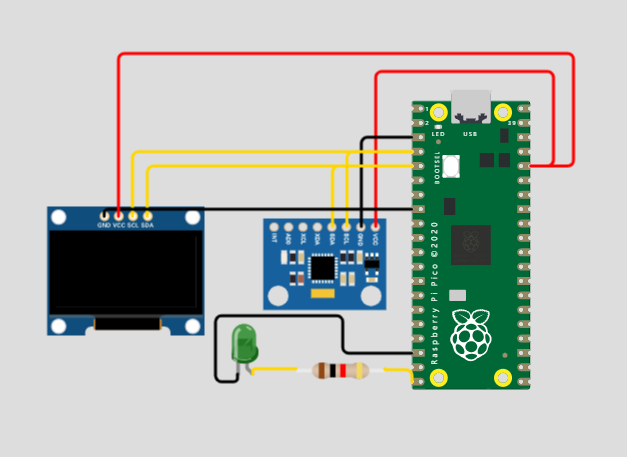 1
2
39
LED
USB
BOOTSEL
Raspberry Pi Pico ©2020
GND VCC SCL SDA
INT
AD0
XCL
XDA
SDA
SCL
GND
VCC